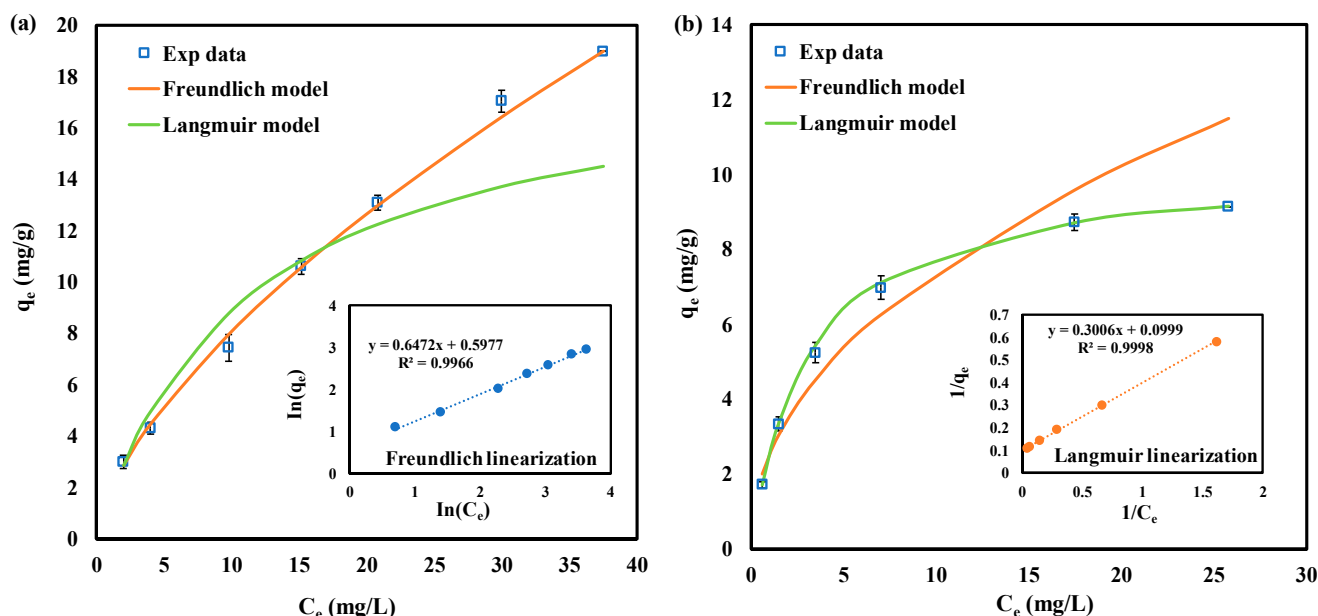 (a)
20
18
16
14
12
10
8
6
4
2
0
qₑ (mg/g)
Exp data
Freundlich model
Langmuir model
0 5 10 15 20 25 30 35 40
Cₑ (mg/L)
4
3
2
1
0
In(qₑ)
y = 0.6472x + 0.5977
R² = 0.9966
Freundlich linearization
0 1 2 3 4
In(Cₑ)
(b)
14
12
10
8
6
4
2
0
qₑ (mg/g)
Exp data
Freundlich model
Langmuir model
0 5 10 15 20 25 30
Cₑ (mg/L)
0.7
0.6
0.5
0.4
0.3
0.2
0.1
0
1/qₑ
y = 0.3006x + 0.0999
R² = 0.9998
Langmuir linearization
0 0.5 1 1.5 2
1/Cₑ